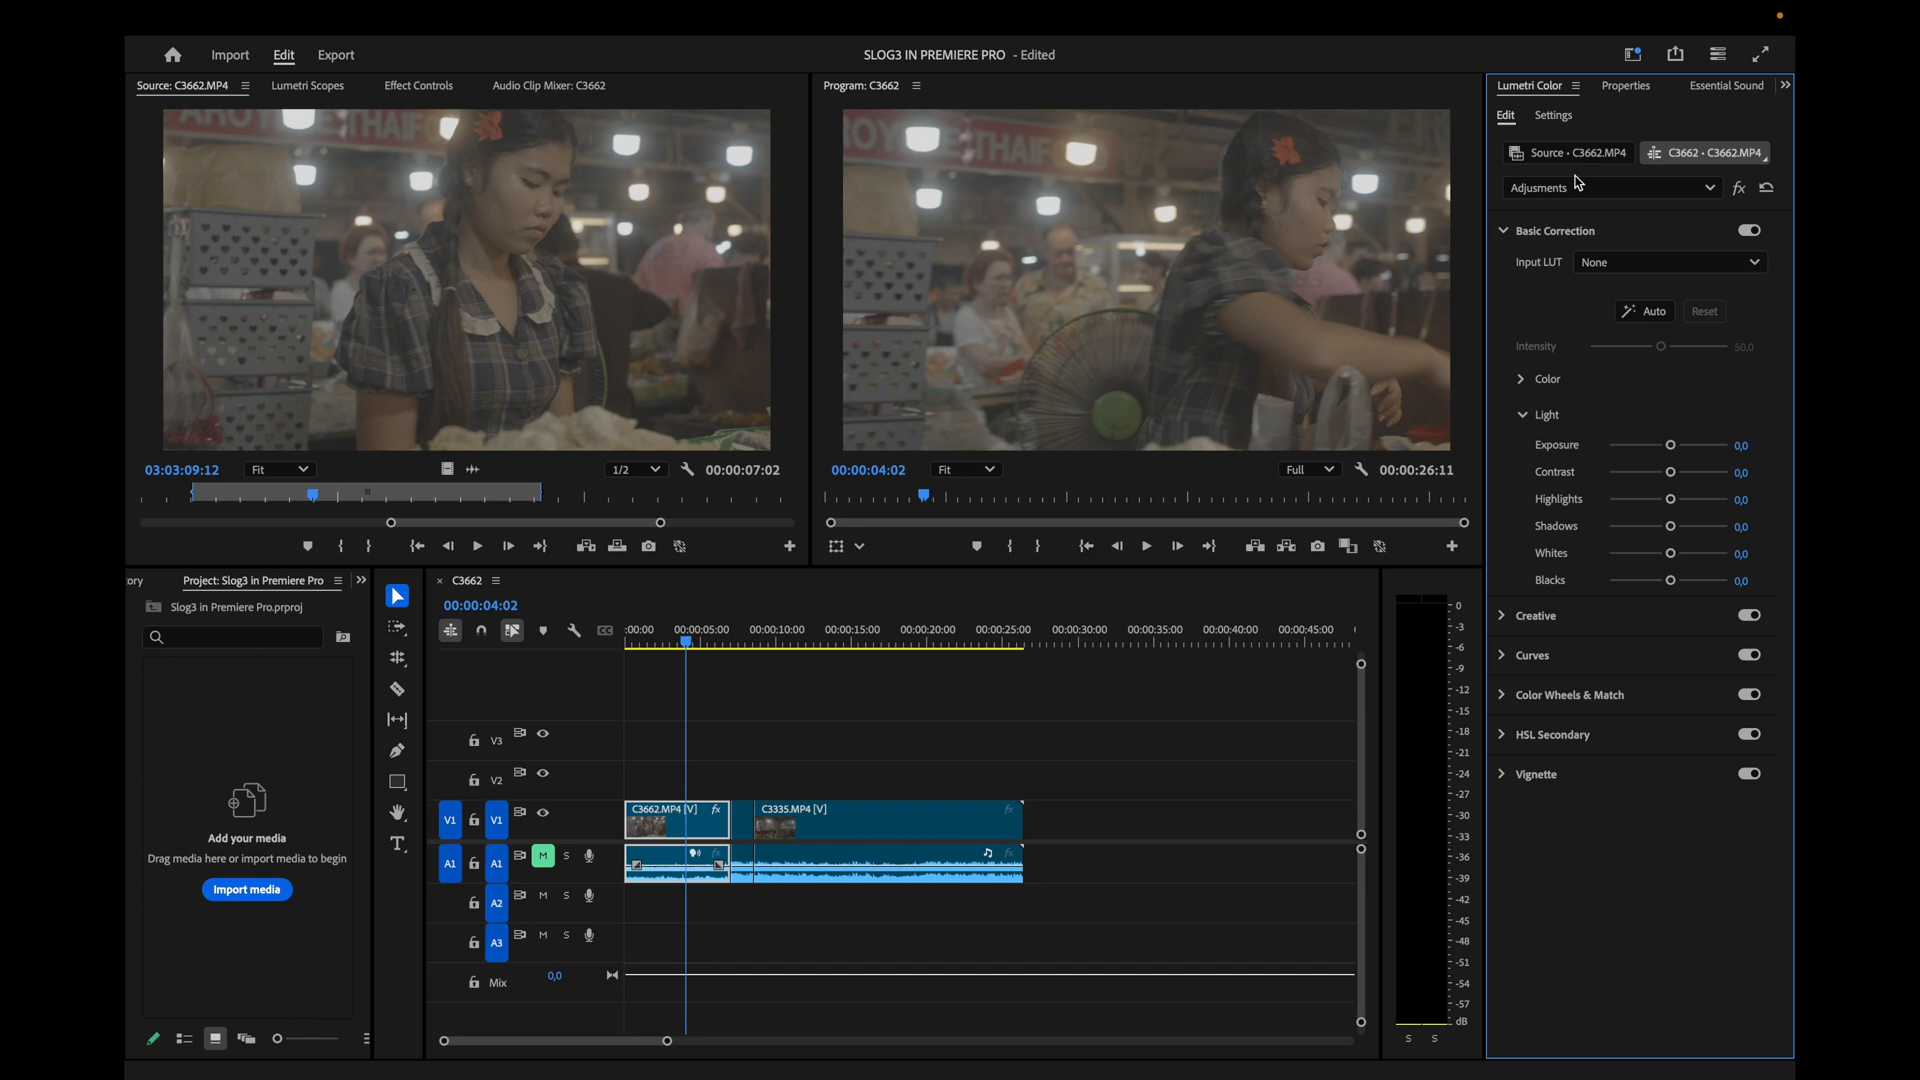 Import
Edit
Export
SLOG3 IN PREMIERE PRO - Edited
Source: C3662.MP4
Lumetri Scopes
Effect Controls
Audio Clip Mixer: C3662
Program: C3662
Lumetri Color
Properties
Essential Sound
Edit
Settings
Source • C3662.MP4
C3662 • C3662.MP4
Adjusments
fx
Basic Correction
Input LUT
None
Auto
Reset
Intensity
50,0
Color
Light
Exposure
0,0
Contrast
0,0
Highlights
0,0
Shadows
0,0
Whites
0,0
Blacks
0,0
Creative
Curves
Color Wheels & Match
HSL Secondary
Vignette
03:03:09:12
Fit
1/2
00:00:07:02
00:00:04:02
Fit
Full
00:00:26:11
ory
Project: Slog3 in Premiere Pro
Slog3 in Premiere Pro.prproj
Add your media
Drag media here or import media to begin
Import media
T
C3662
00:00:04:02
CC
:00:00
00:00:05:00
00:00:10:00
00:00:15:00
00:00:20:00
00:00:25:00
00:00:30:00
00:00:35:00
00:00:40:00
00:00:45:00
V3
V2
V1
V1
C3662.MP4 [V]
fx
C3335.MP4 [V]
fx
A1
A1
M
S
fx
fx
A2
M
S
A3
M
S
Mix
0,0
0
-3
-6
-9
-12
-15
-18
-21
-24
-27
-30
-33
-36
-39
-42
-45
-48
-51
-54
-57
dB
S
S